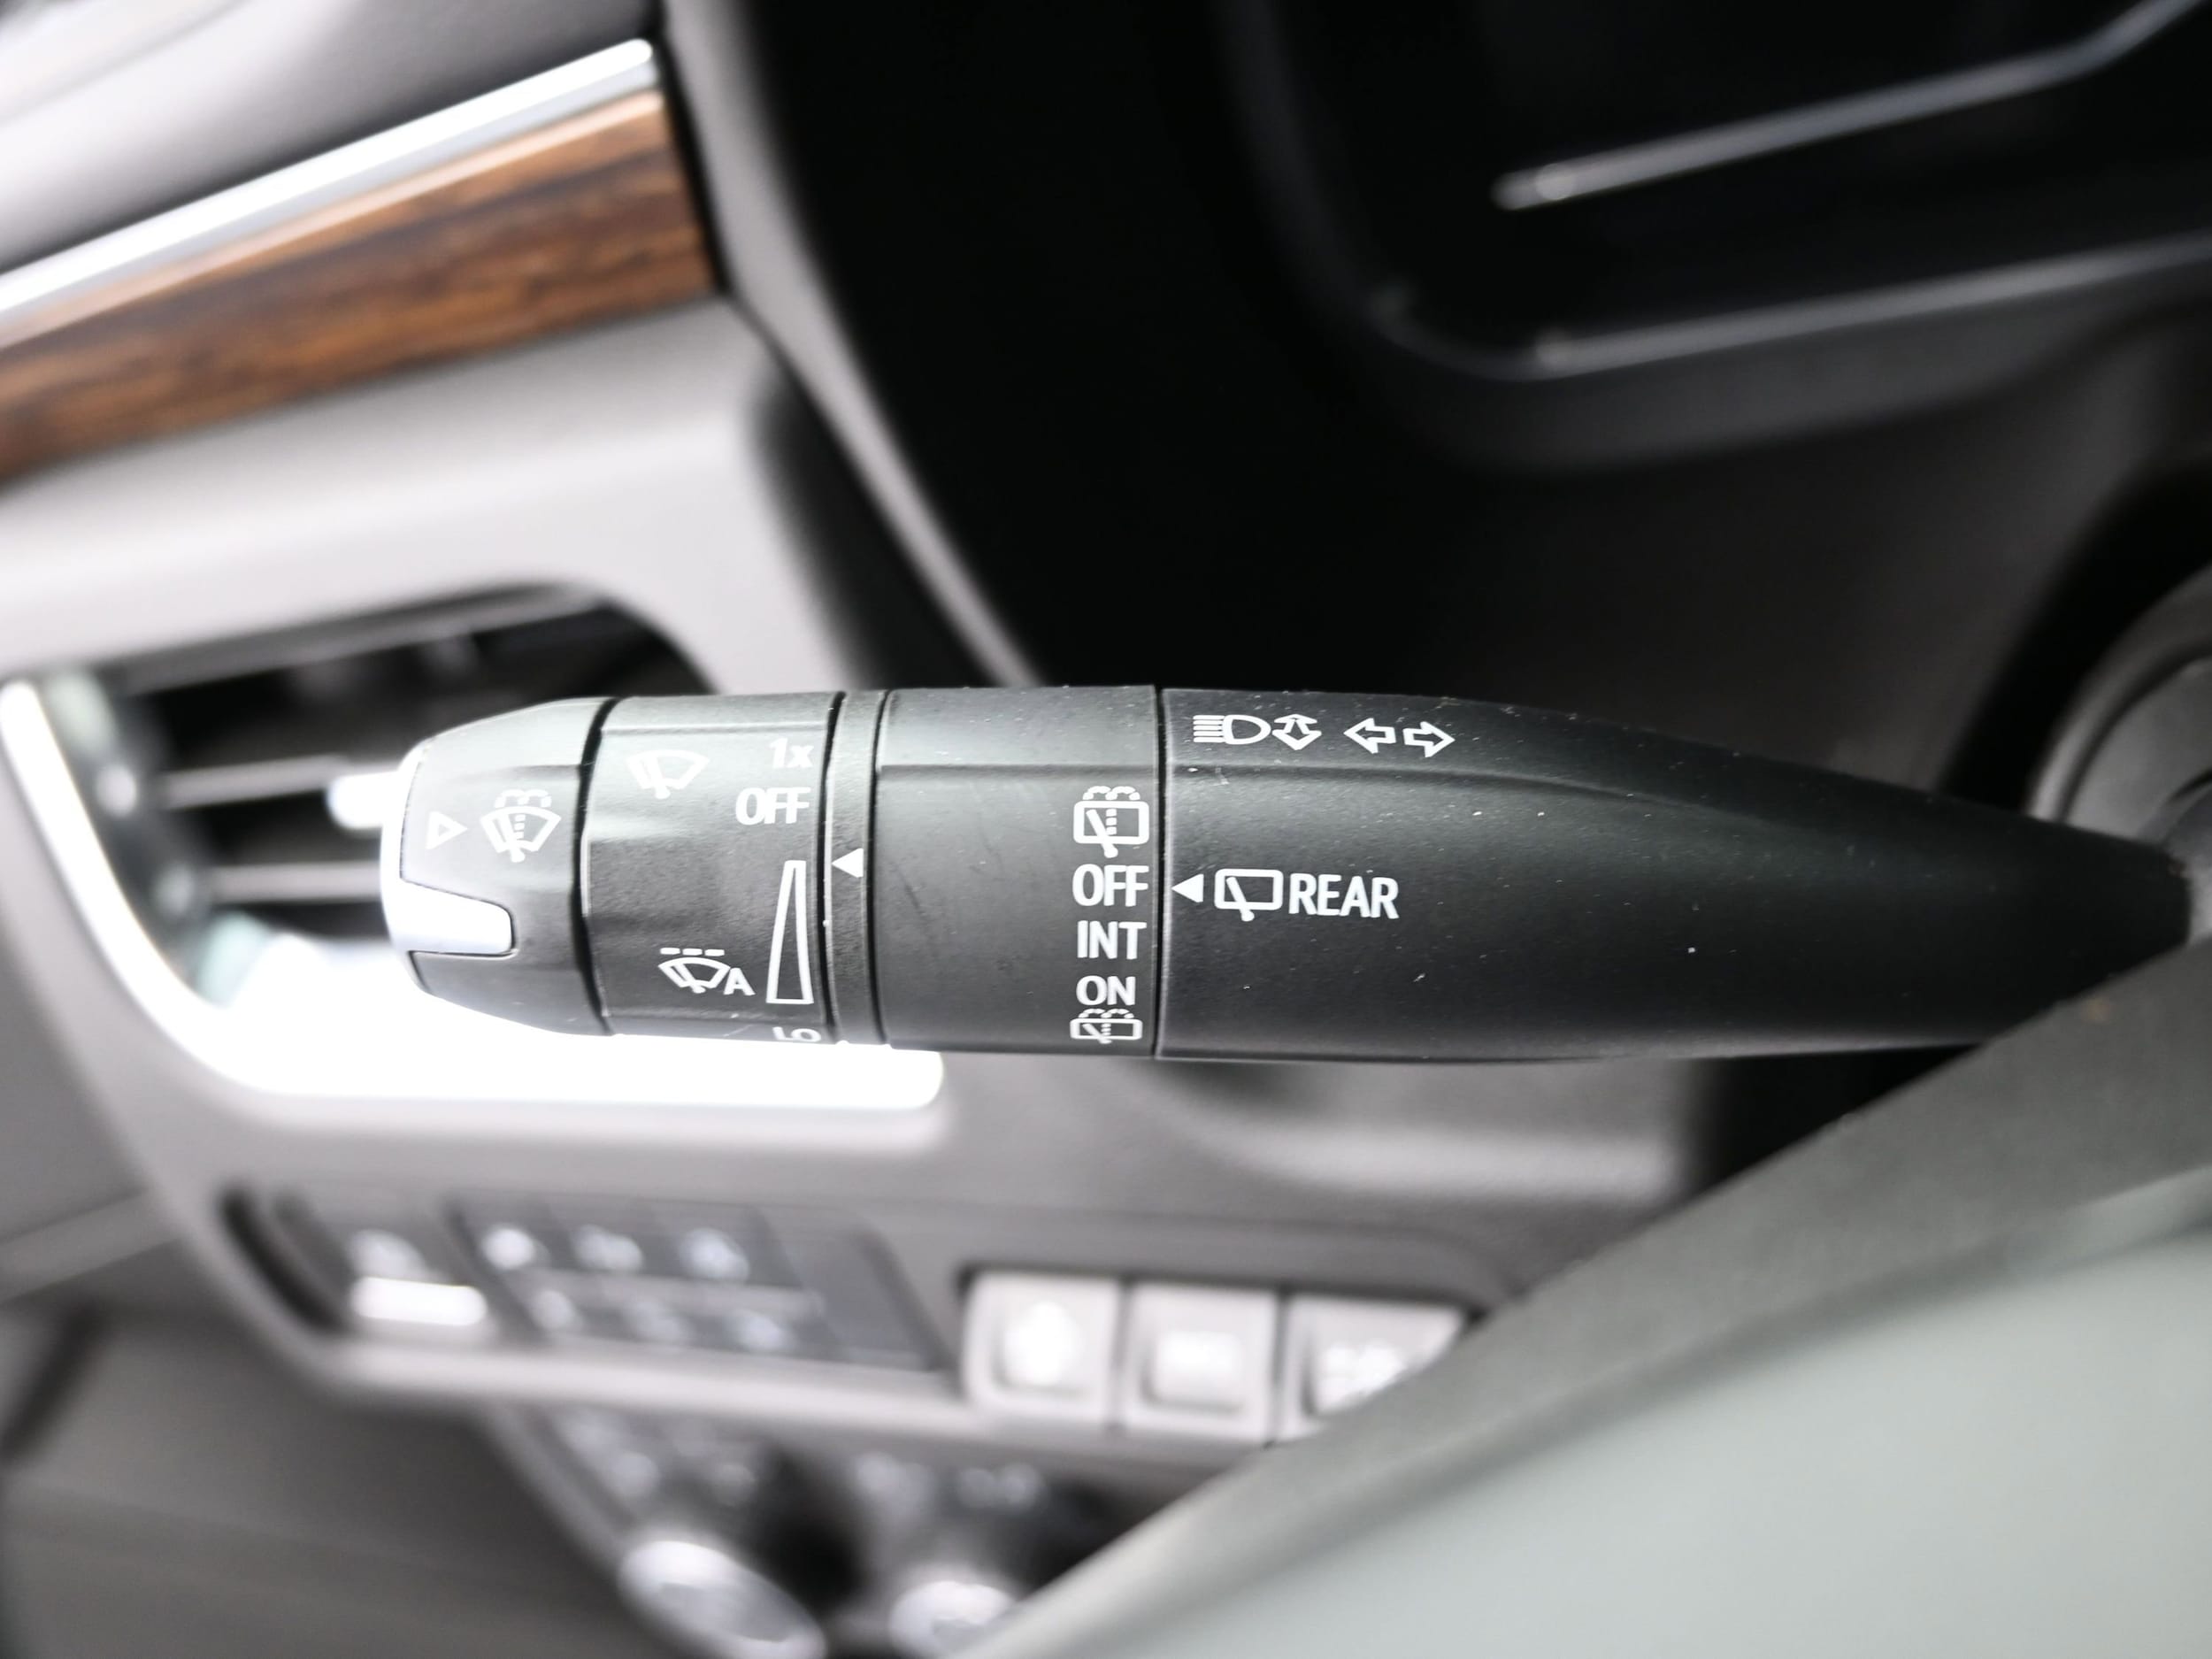 1x
OFF
OFF
INT
ON
REAR
A